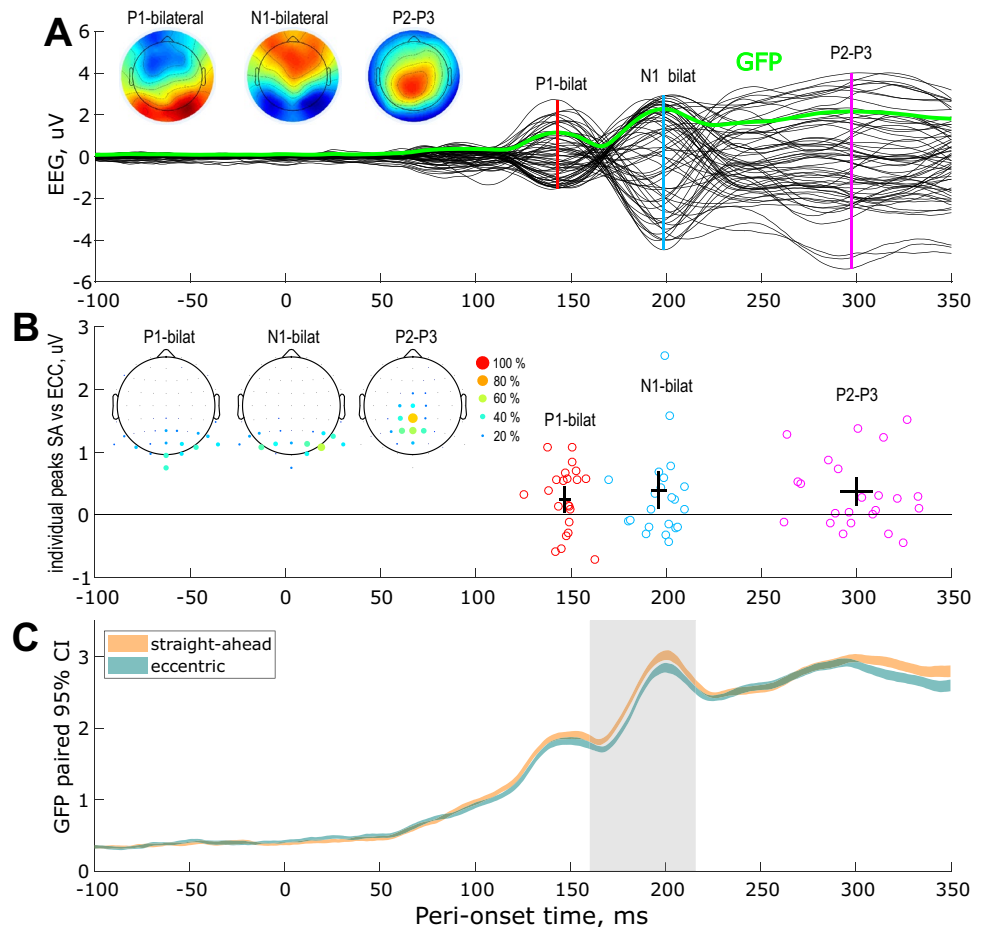 A
P1-bilateral N1-bilateral P2-P3
GFP
P1-bilat N1 bilat P2-P3
EEG, uV
6
4
2
0
-2
-4
-6
-100 -50 0 50 100 150 200 250 300 350
B
P1-bilat N1-bilat P2-P3
100 %
80 %
60 %
40 %
20 %
P1-bilat N1-bilat P2-P3
individual peaks SA vs ECC, uV
3
2
1
0
-1
-100 -50 0 50 100 150 200 250 300 350
C
straight-ahead
eccentric
GFP paired 95% CI
3
2
1
0
-100 -50 0 50 100 150 200 250 300 350
Peri-onset time, ms